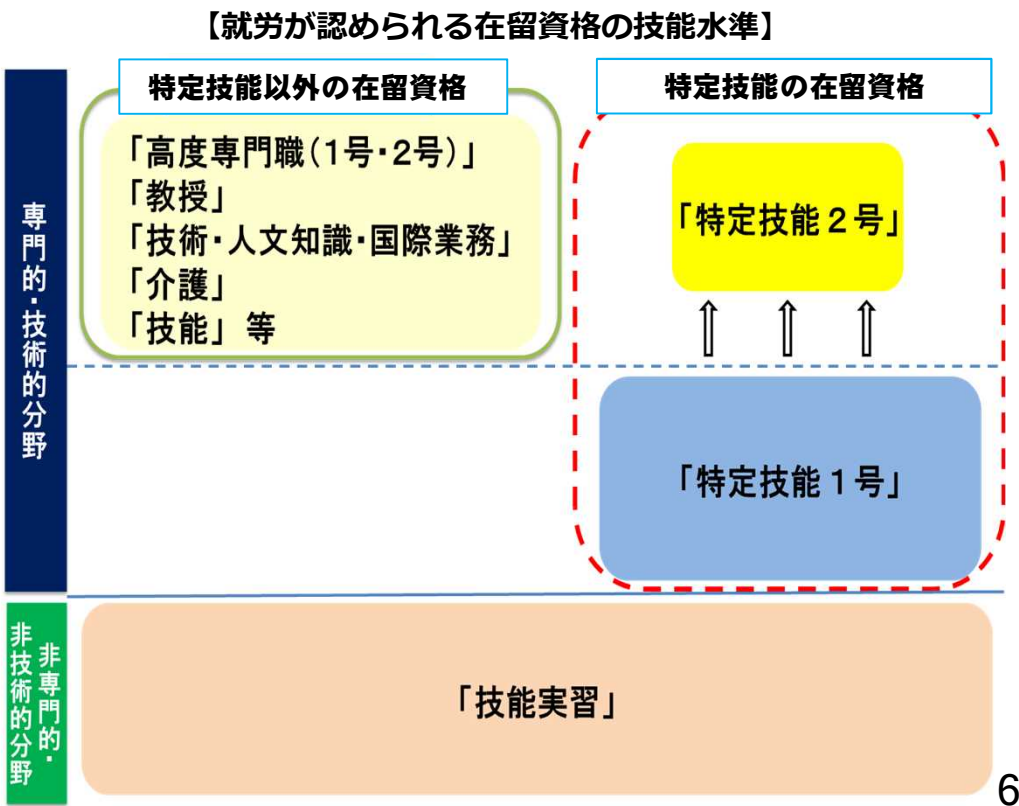 【就労が認められる在留資格の技能水準】
特定技能以外の在留資格
特定技能の在留資格
専門的・技術的分野
「高度専門職(1号・2号)」
「教授」
「技術・人文知識・国際業務」
「介護」
「技能」等
「特定技能2号」
「特定技能1号」
非専門的・
非技術的分野
「技能実習」
6